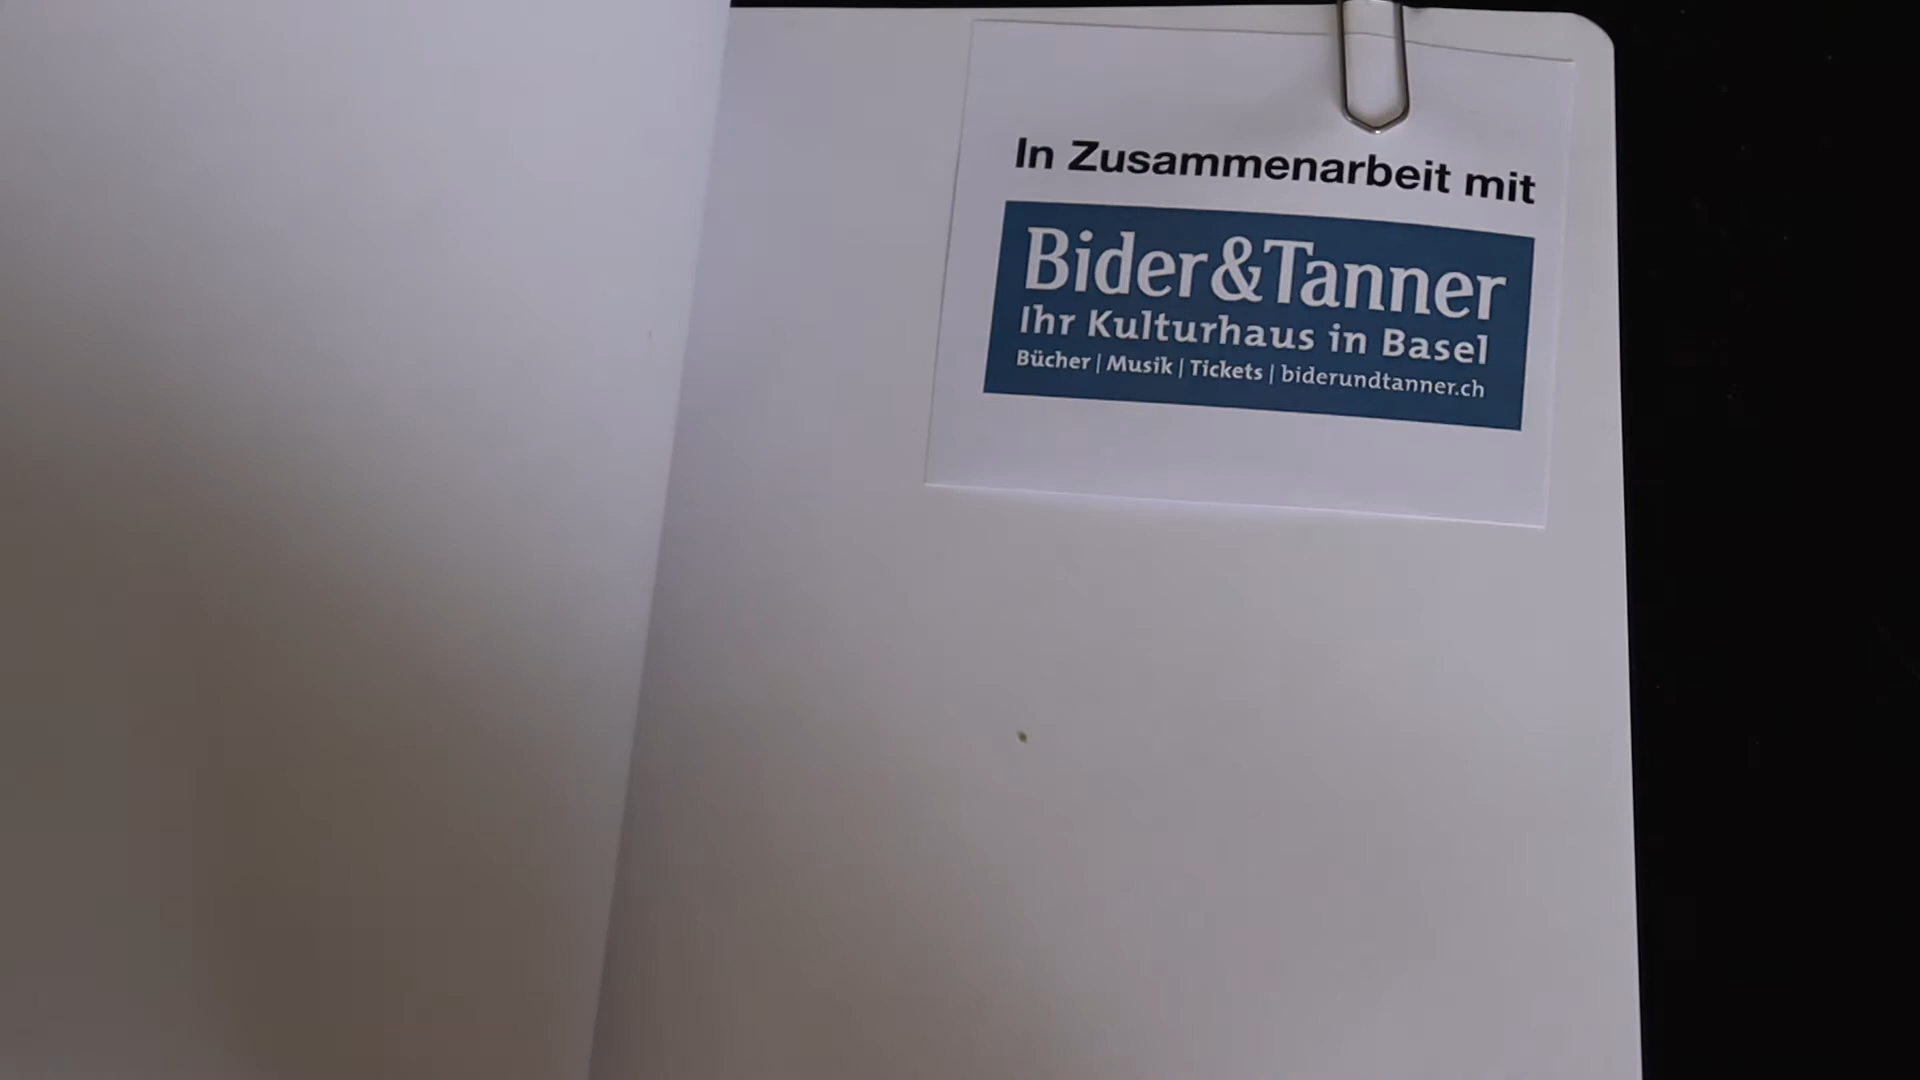 In Zusammenarbeit mit
Bider&Tanner
Ihr Kulturhaus in Basel
Bücher | Musik | Tickets | biderundtanner.ch